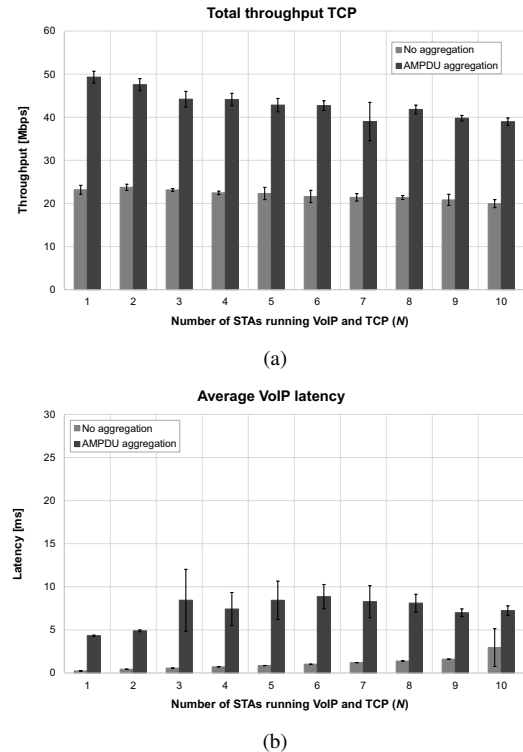 Total throughput TCP
60
50
40
30
20
10
0
Throughput [Mbps]
No aggregation
AMPDU aggregation
1 2 3 4 5 6 7 8 9 10
Number of STAs running VoIP and TCP (N)
(a)
Average VoIP latency
30
25
20
15
10
5
0
Latency [ms]
No aggregation
AMPDU aggregation
1 2 3 4 5 6 7 8 9 10
Number of STAs running VoIP and TCP (N)
(b)